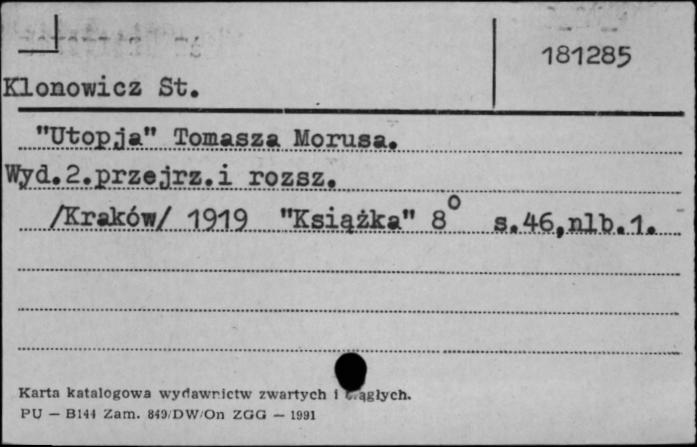 181285
Klonowicz St.
"Utopja" Tomasza Morusa.
Wyd.2.przejrz.i rozsz.
/Kraków/ 1919 "Książka" 8° s.46,nlb.1.
Karta katalogowa wydawnictw zwartych i ciągłych.
PU — B144 Zam. 849/DW/On ZGG — 1991